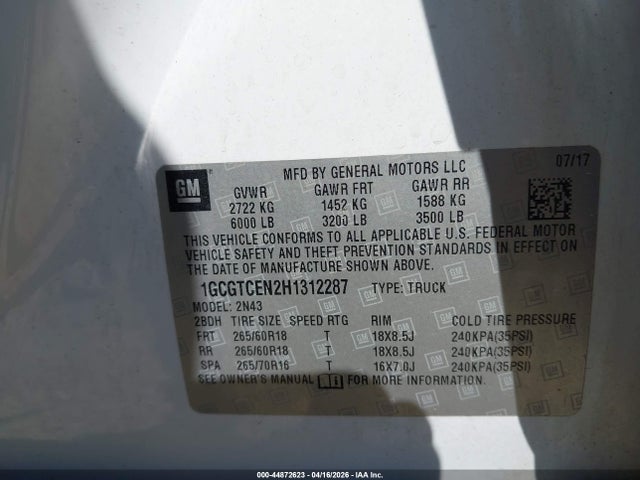 MFD BY GENERAL MOTORS LLC 07/17
GM
GVWR GAWR FRT GAWR RR
2722 KG 1452 KG 1588 KG
6000 LB 3200 LB 3500 LB
THIS VEHICLE CONFORMS TO ALL APPLICABLE U.S. FEDERAL MOTOR
VEHICLE SAFETY AND THEFT PREVENTION STANDARDS IN EFFECT ON
THE DATE OF MANUFACTURE SHOWN ABOVE.
1GCGTCEN2H1312287 TYPE: TRUCK
MODEL: 2N43
2BDH TIRE SIZE SPEED RTG RIM COLD TIRE PRESSURE
FRT 265/60R18 T 18X8.5J 240KPA(35PSI)
RR 265/60R18 T 18X8.5J 240KPA(35PSI)
SPA 265/70R16 T 16X7.0J 240KPA(35PSI)
SEE OWNER'S MANUAL FOR MORE INFORMATION.
000-44872623 - 04/16/2026 - IAA Inc.